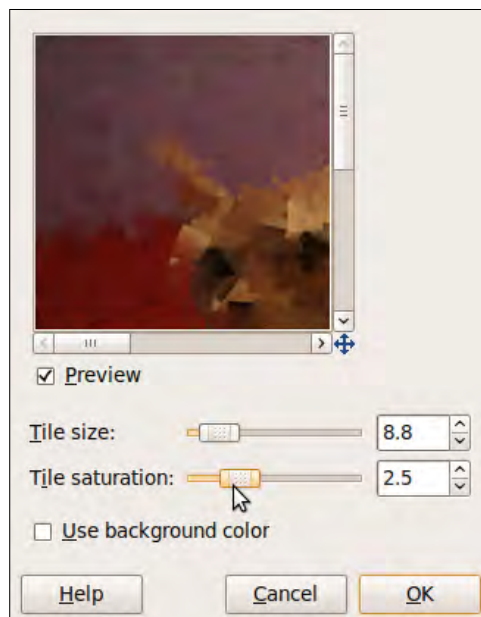 Preview
Tile size: 8.8
Tile saturation: 2.5
Use background color
Help Cancel OK